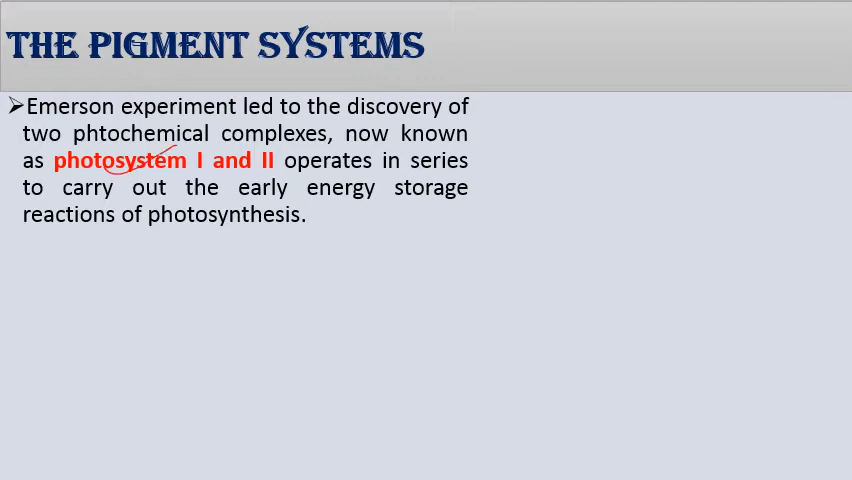 THE PIGMENT SYSTEMS
➢Emerson experiment led to the discovery of
two phtochemical complexes, now known
as photosystem I and II operates in series
to carry out the early energy storage
reactions of photosynthesis.